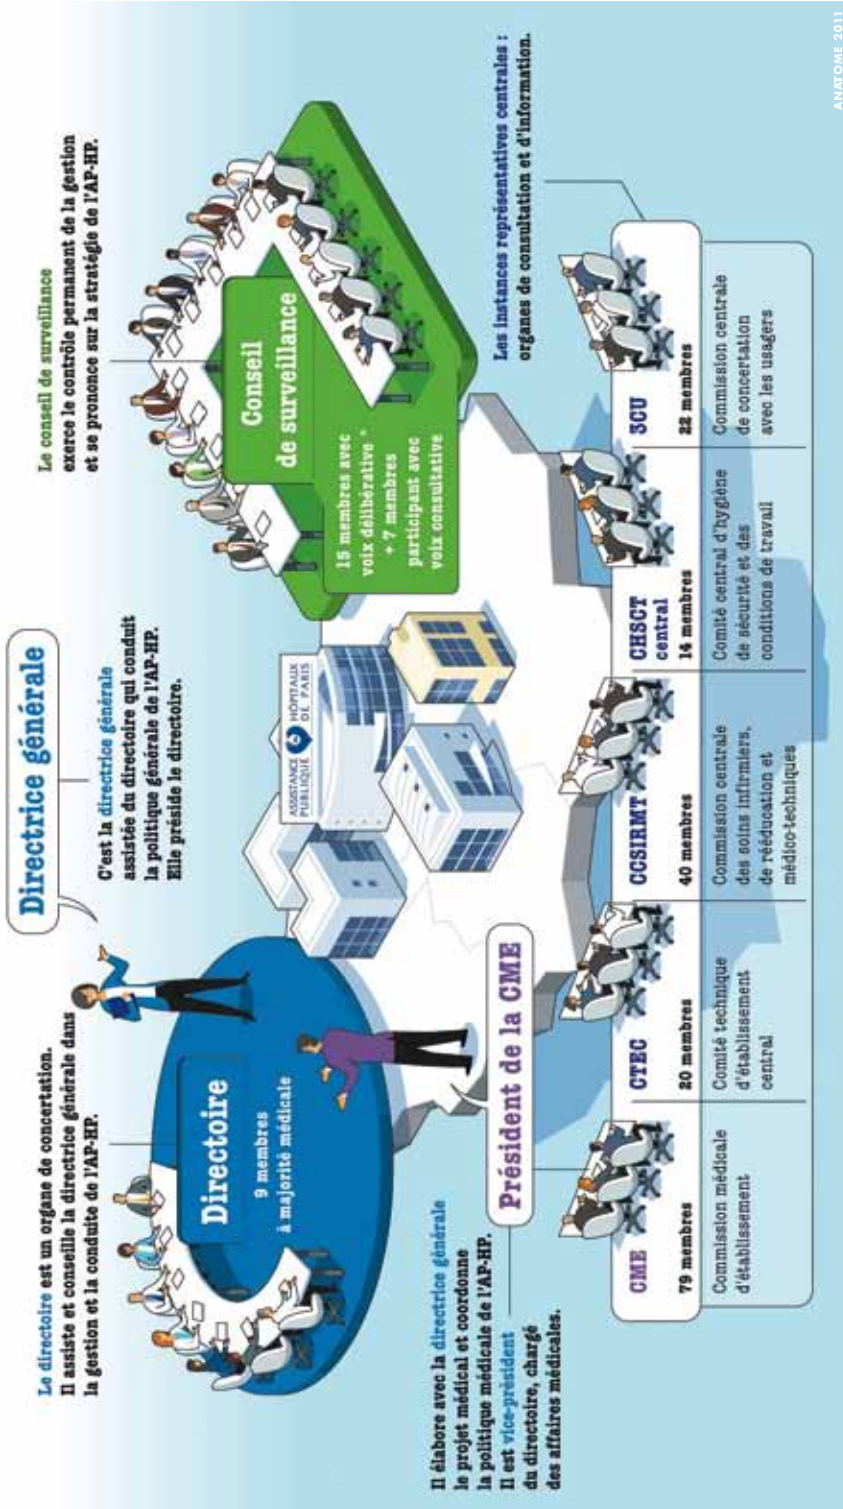 Directrice générale
C'est la directrice générale
assistée du directoire qui conduit
la politique générale de l'AP-HP.
Elle préside le directoire.
Le directoire est un organe de concertation.
Il assiste et conseille la directrice générale dans
la gestion et la conduite de l'AP-HP.
Directoire
9 membres
à majorité médicale
Le conseil de surveillance
exerce le contrôle permanent de la gestion
et se prononce sur la stratégie de l'AP-HP.
Conseil
de surveillance
15 membres avec
voix délibérative *
+ 7 membres
participant avec
voix consultative
ASSISTANCE
PUBLIQUE
HÔPITAUX
DE PARIS
Président de la CME
Il élabore avec la directrice générale
le projet médical et coordonne
la politique médicale de l'AP-HP.
Il est vice-président
du directoire, chargé
des affaires médicales.
Les instances représentatives centrales :
organes de consultation et d'information.
CME
79 membres
Commission médicale
d'établissement
CTEC
20 membres
Comité technique
d'établissement
central
CCSIRMT
40 membres
Commission centrale
des soins infirmiers,
de rééducation et
médico-techniques
CHSCT
central
14 membres
Comité central d'hygiène
de sécurité et des
conditions de travail
3CU
22 membres
Commission centrale
de concertation
avec les usagers
ANATOME 2011